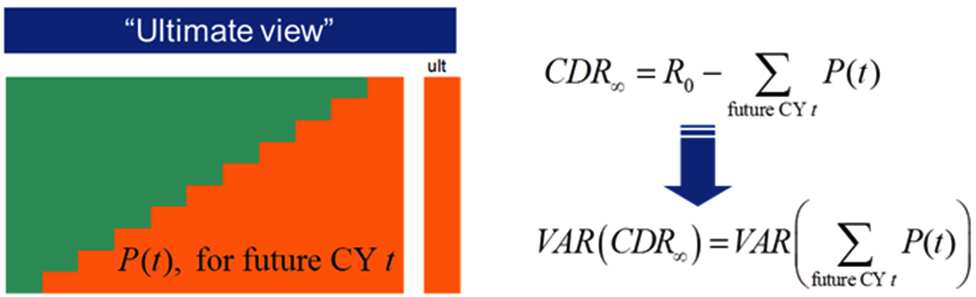 “Ultimate view”
ult
P(t), for future CY t
CDR∞ = R0 − ∑ P(t)
future CY t
VAR(CDR∞) = VAR(∑ P(t))
future CY t